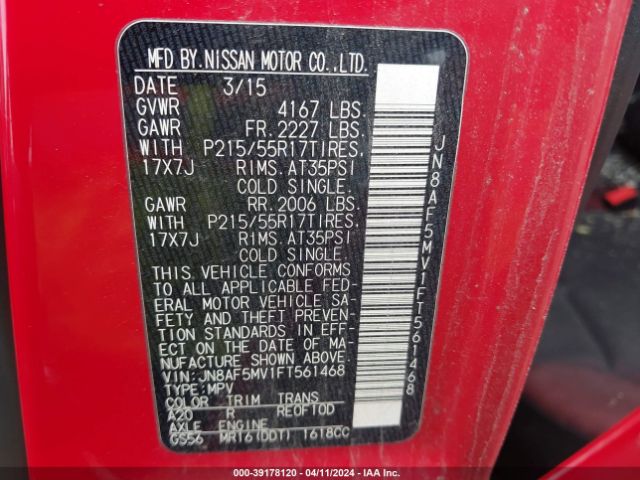 MFD BY.NISSAN MOTOR CO.,LTD.
DATE 3/15
GVWR 4167 LBS.
GAWR FR. 2227 LBS.
WITH P215/55R17TIRES,
17X7J RIMS.AT35PSI
COLD SINGLE.
GAWR RR. 2006 LBS.
WITH P215/55R17TIRES.
17X7J RIMS.AT35PSI
COLD SINGLE
THIS VEHICLE CONFORMS
TO ALL APPLICABLE FED-
ERAL MOTOR VEHICLE SA-
FETY AND THEFT PREVEN-
TION STANDARDS IN EFF-
ECT ON THE DATE OF MA-
NUFACTURE SHOWN ABOVE.
VIN: JN8AF5MV1FT561468
TYPE: MPV
COLOR TRIM TRANS
A20 R RE0F10D
AXLE ENGINE
GS56 MR16(DDT) 1618CC
JN8AF5MV1FT561468
000-39178120 - 04/11/2024 - IAA Inc.